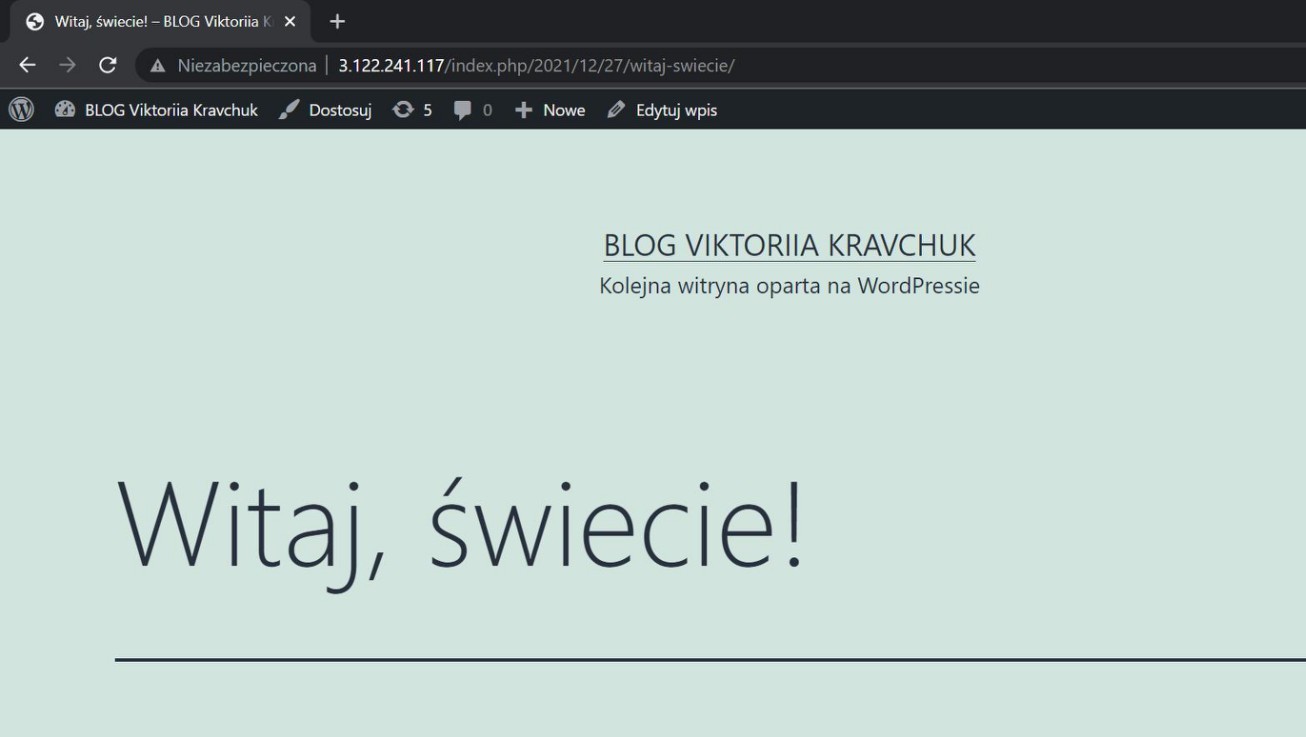 Witaj, świecie! – BLOG Viktoriia K
Niezabezpieczona | 3.122.241.117/index.php/2021/12/27/witaj-swiecie/
BLOG Viktoriia Kravchuk Dostosuj 5 0 Nowe Edytuj wpis
BLOG VIKTORIIA KRAVCHUK
Kolejna witryna oparta na WordPressie
Witaj, świecie!